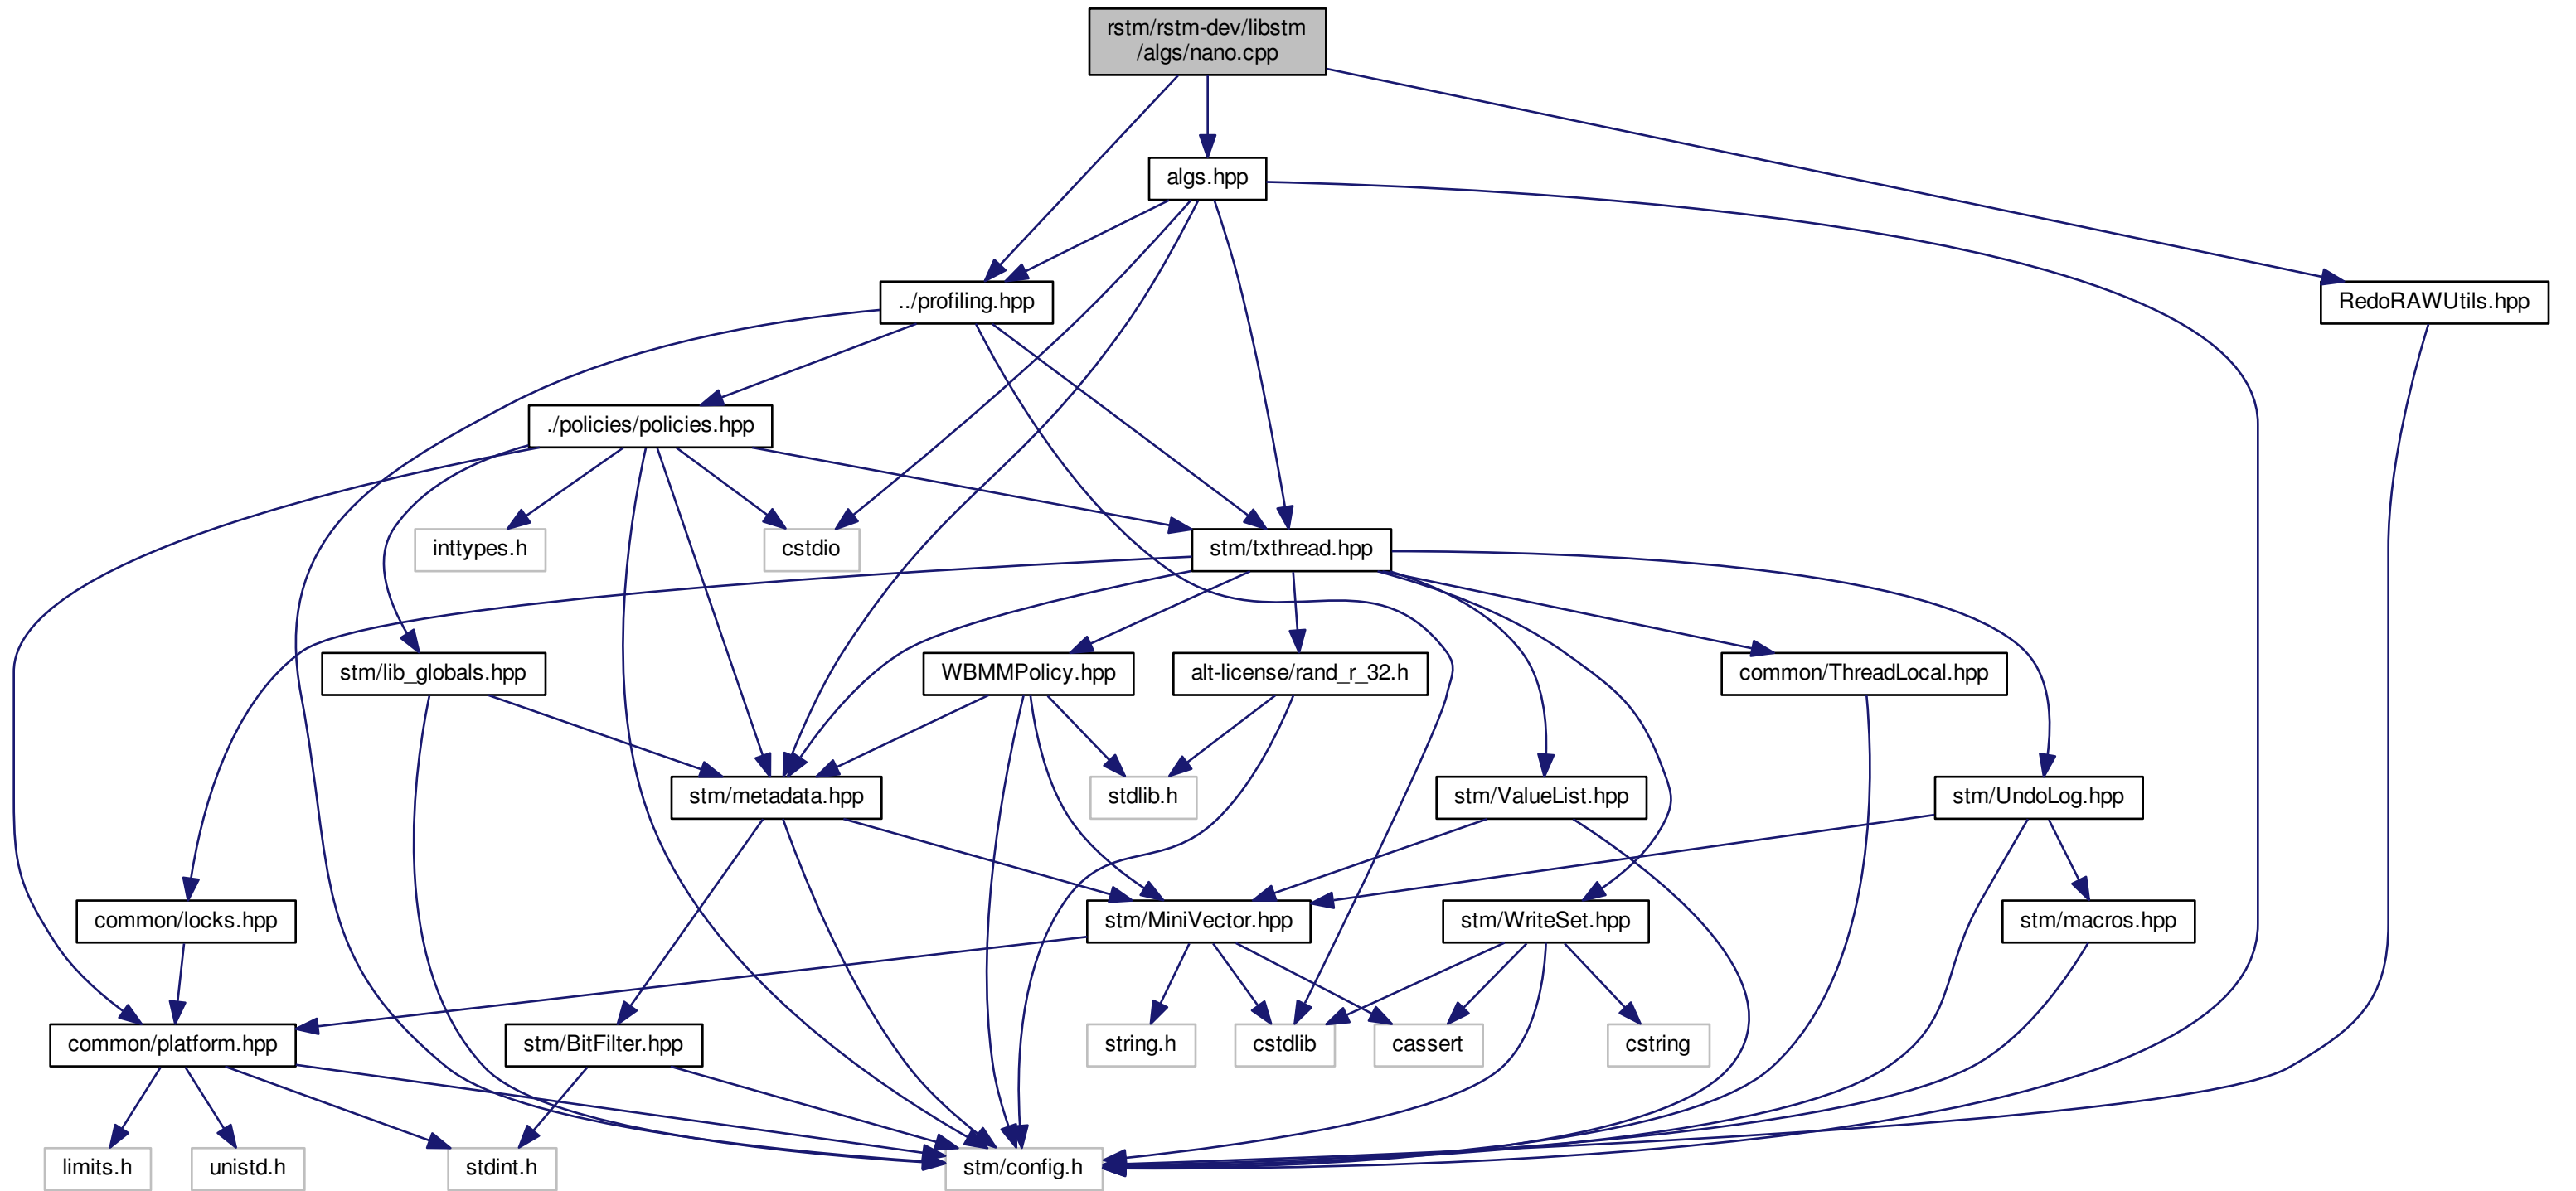 rstm/rstm-dev/libstm
/algs/nano.cpp
algs.hpp
../profiling.hpp
RedoRAWUtils.hpp
./policies/policies.hpp
inttypes.h
cstdio
stm/txthread.hpp
stm/lib_globals.hpp
WBMMPolicy.hpp
alt-license/rand_r_32.h
common/ThreadLocal.hpp
stm/metadata.hpp
stdlib.h
stm/ValueList.hpp
stm/UndoLog.hpp
common/locks.hpp
stm/MiniVector.hpp
stm/WriteSet.hpp
stm/macros.hpp
common/platform.hpp
stm/BitFilter.hpp
string.h
cstdlib
cassert
cstring
limits.h
unistd.h
stdint.h
stm/config.h